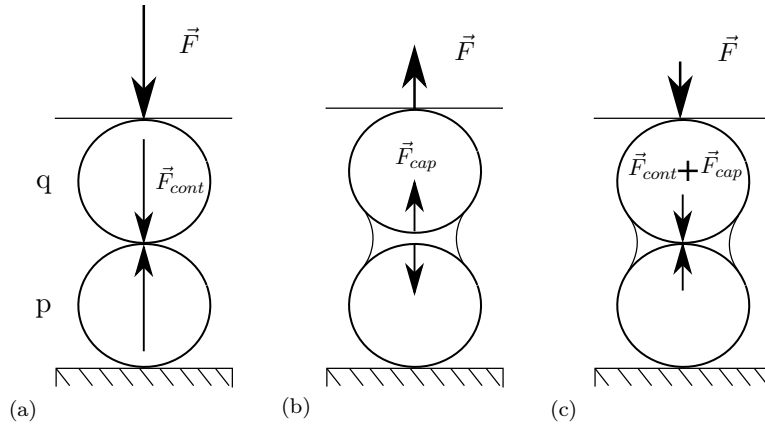 F⃗
F⃗
F⃗
q
F⃗cont
F⃗cap
F⃗cont+F⃗cap
p
(a)
(b)
(c)